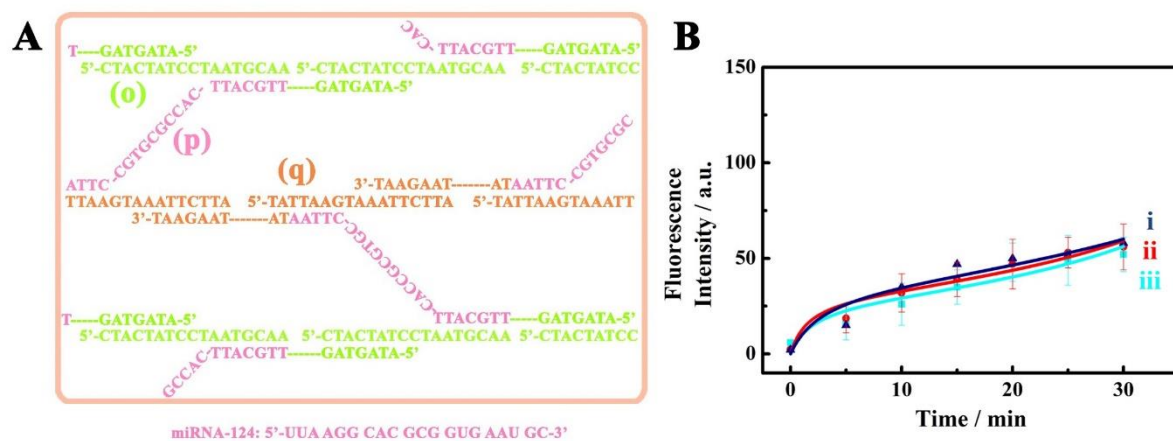 A
T----GATGATA-5’
CAC-TTACGTT-----GATGATA-5’
5’-CTACTATCCTAATGCAA 5’-CTACTATCCTAATGCAA 5’-CTACTATCC
(o)
TTACGTT------GATGATA-5’
-CGTGCGCCAC-
(p)
-CGTGCGC
ATTC
(q)
3’-TAAGAAT-------ATAATTC
TTAAGTAAATTCTTA 5’-TATTAAGTAAATTCTTA 5’-TATTAAGTAAATT
3’-TAAGAAT-------ATAATTC
-CGTGCGCCAC-
TTACGTT-----GATGATA-5’
T----GATGATA-5’
5’-CTACTATCCTAATGCAA 5’-CTACTATCCTAATGCAA 5’-CTACTATCC
GCCAC-TTACGTT------GATGATA-5’
miRNA-124: 5’-UUA AGG CAC GCG GUG AAU GC-3’
B
Fluorescence
Intensity / a.u.
150
100
50
0
i
ii
iii
0 10 20 30
Time / min